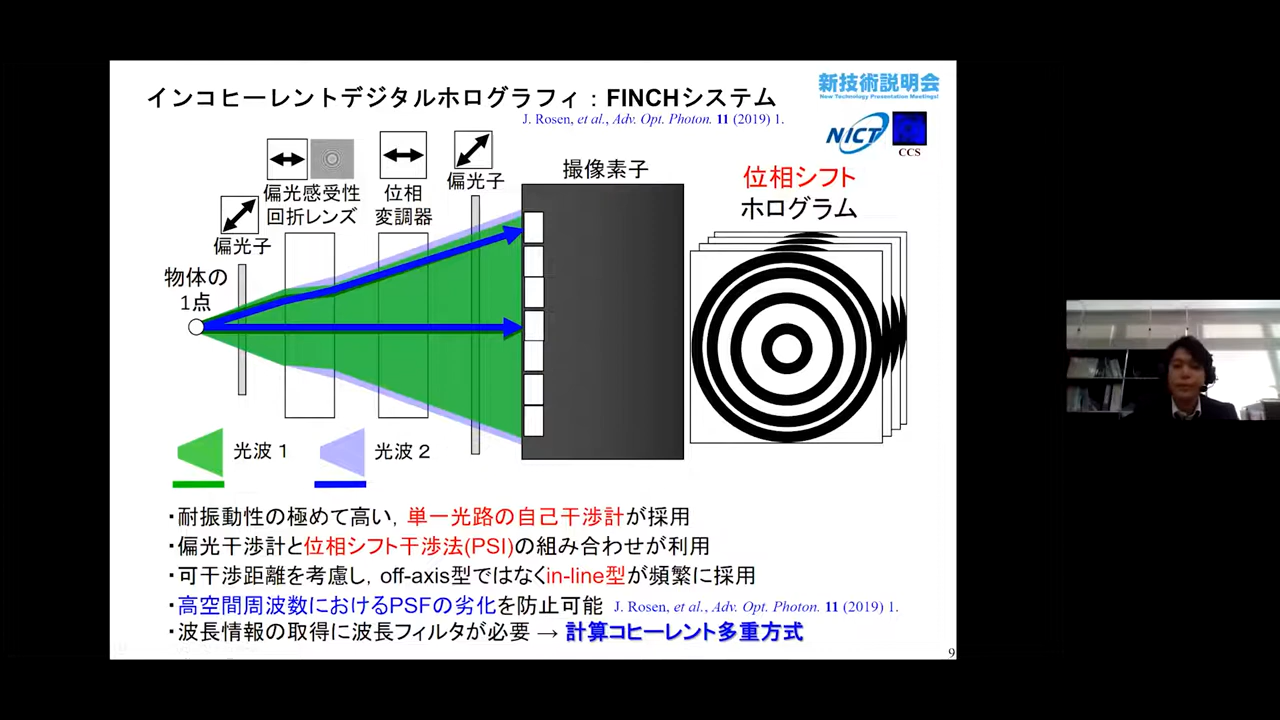 インコヒーレントデジタルホログラフィ：FINCHシステム
新技術説明会
New Technology Presentation Meetings!
J. Rosen, et al., Adv. Opt. Photon. 11 (2019) 1.
NICT
CCS
偏光子
偏光感受性
回折レンズ
位相
変調器
偏光子
撮像素子
位相シフト
ホログラム
物体の
1点
光波１
光波２
・耐振動性の極めて高い，単一光路の自己干渉計が採用
・偏光干渉計と位相シフト干渉法(PSI)の組み合わせが利用
・可干渉距離を考慮し，off-axis型ではなくin-line型が頻繁に採用
・高空間周波数におけるPSFの劣化を防止可能 J. Rosen, et al., Adv. Opt. Photon. 11 (2019) 1.
・波長情報の取得に波長フィルタが必要 → 計算コヒーレント多重方式
9